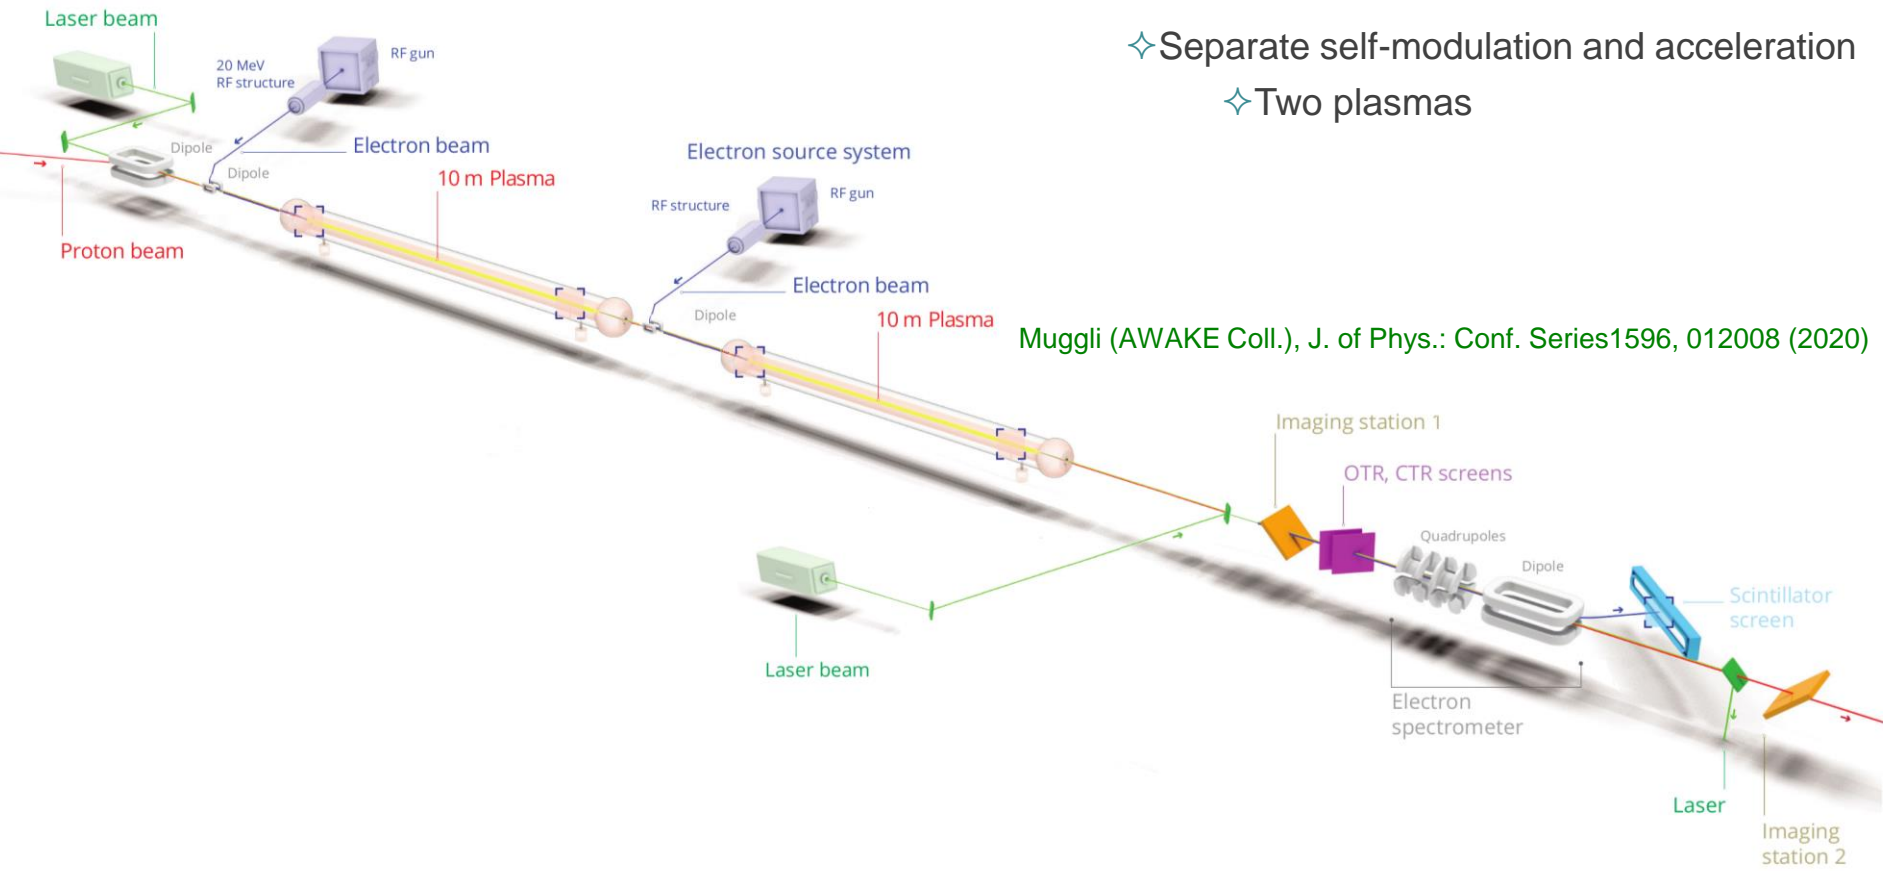 Laser beam
✧Separate self-modulation and acceleration
✧Two plasmas
RF gun
20 MeV
RF structure
Dipole
Electron beam
Dipole
10 m Plasma
Proton beam
Electron source system
RF gun
RF structure
Electron beam
Dipole
10 m Plasma
Muggli (AWAKE Coll.), J. of Phys.: Conf. Series1596, 012008 (2020)
Imaging station 1
OTR, CTR screens
Quadrupoles
Dipole
Scintillator
screen
Laser beam
Electron
spectrometer
Laser
Imaging
station 2